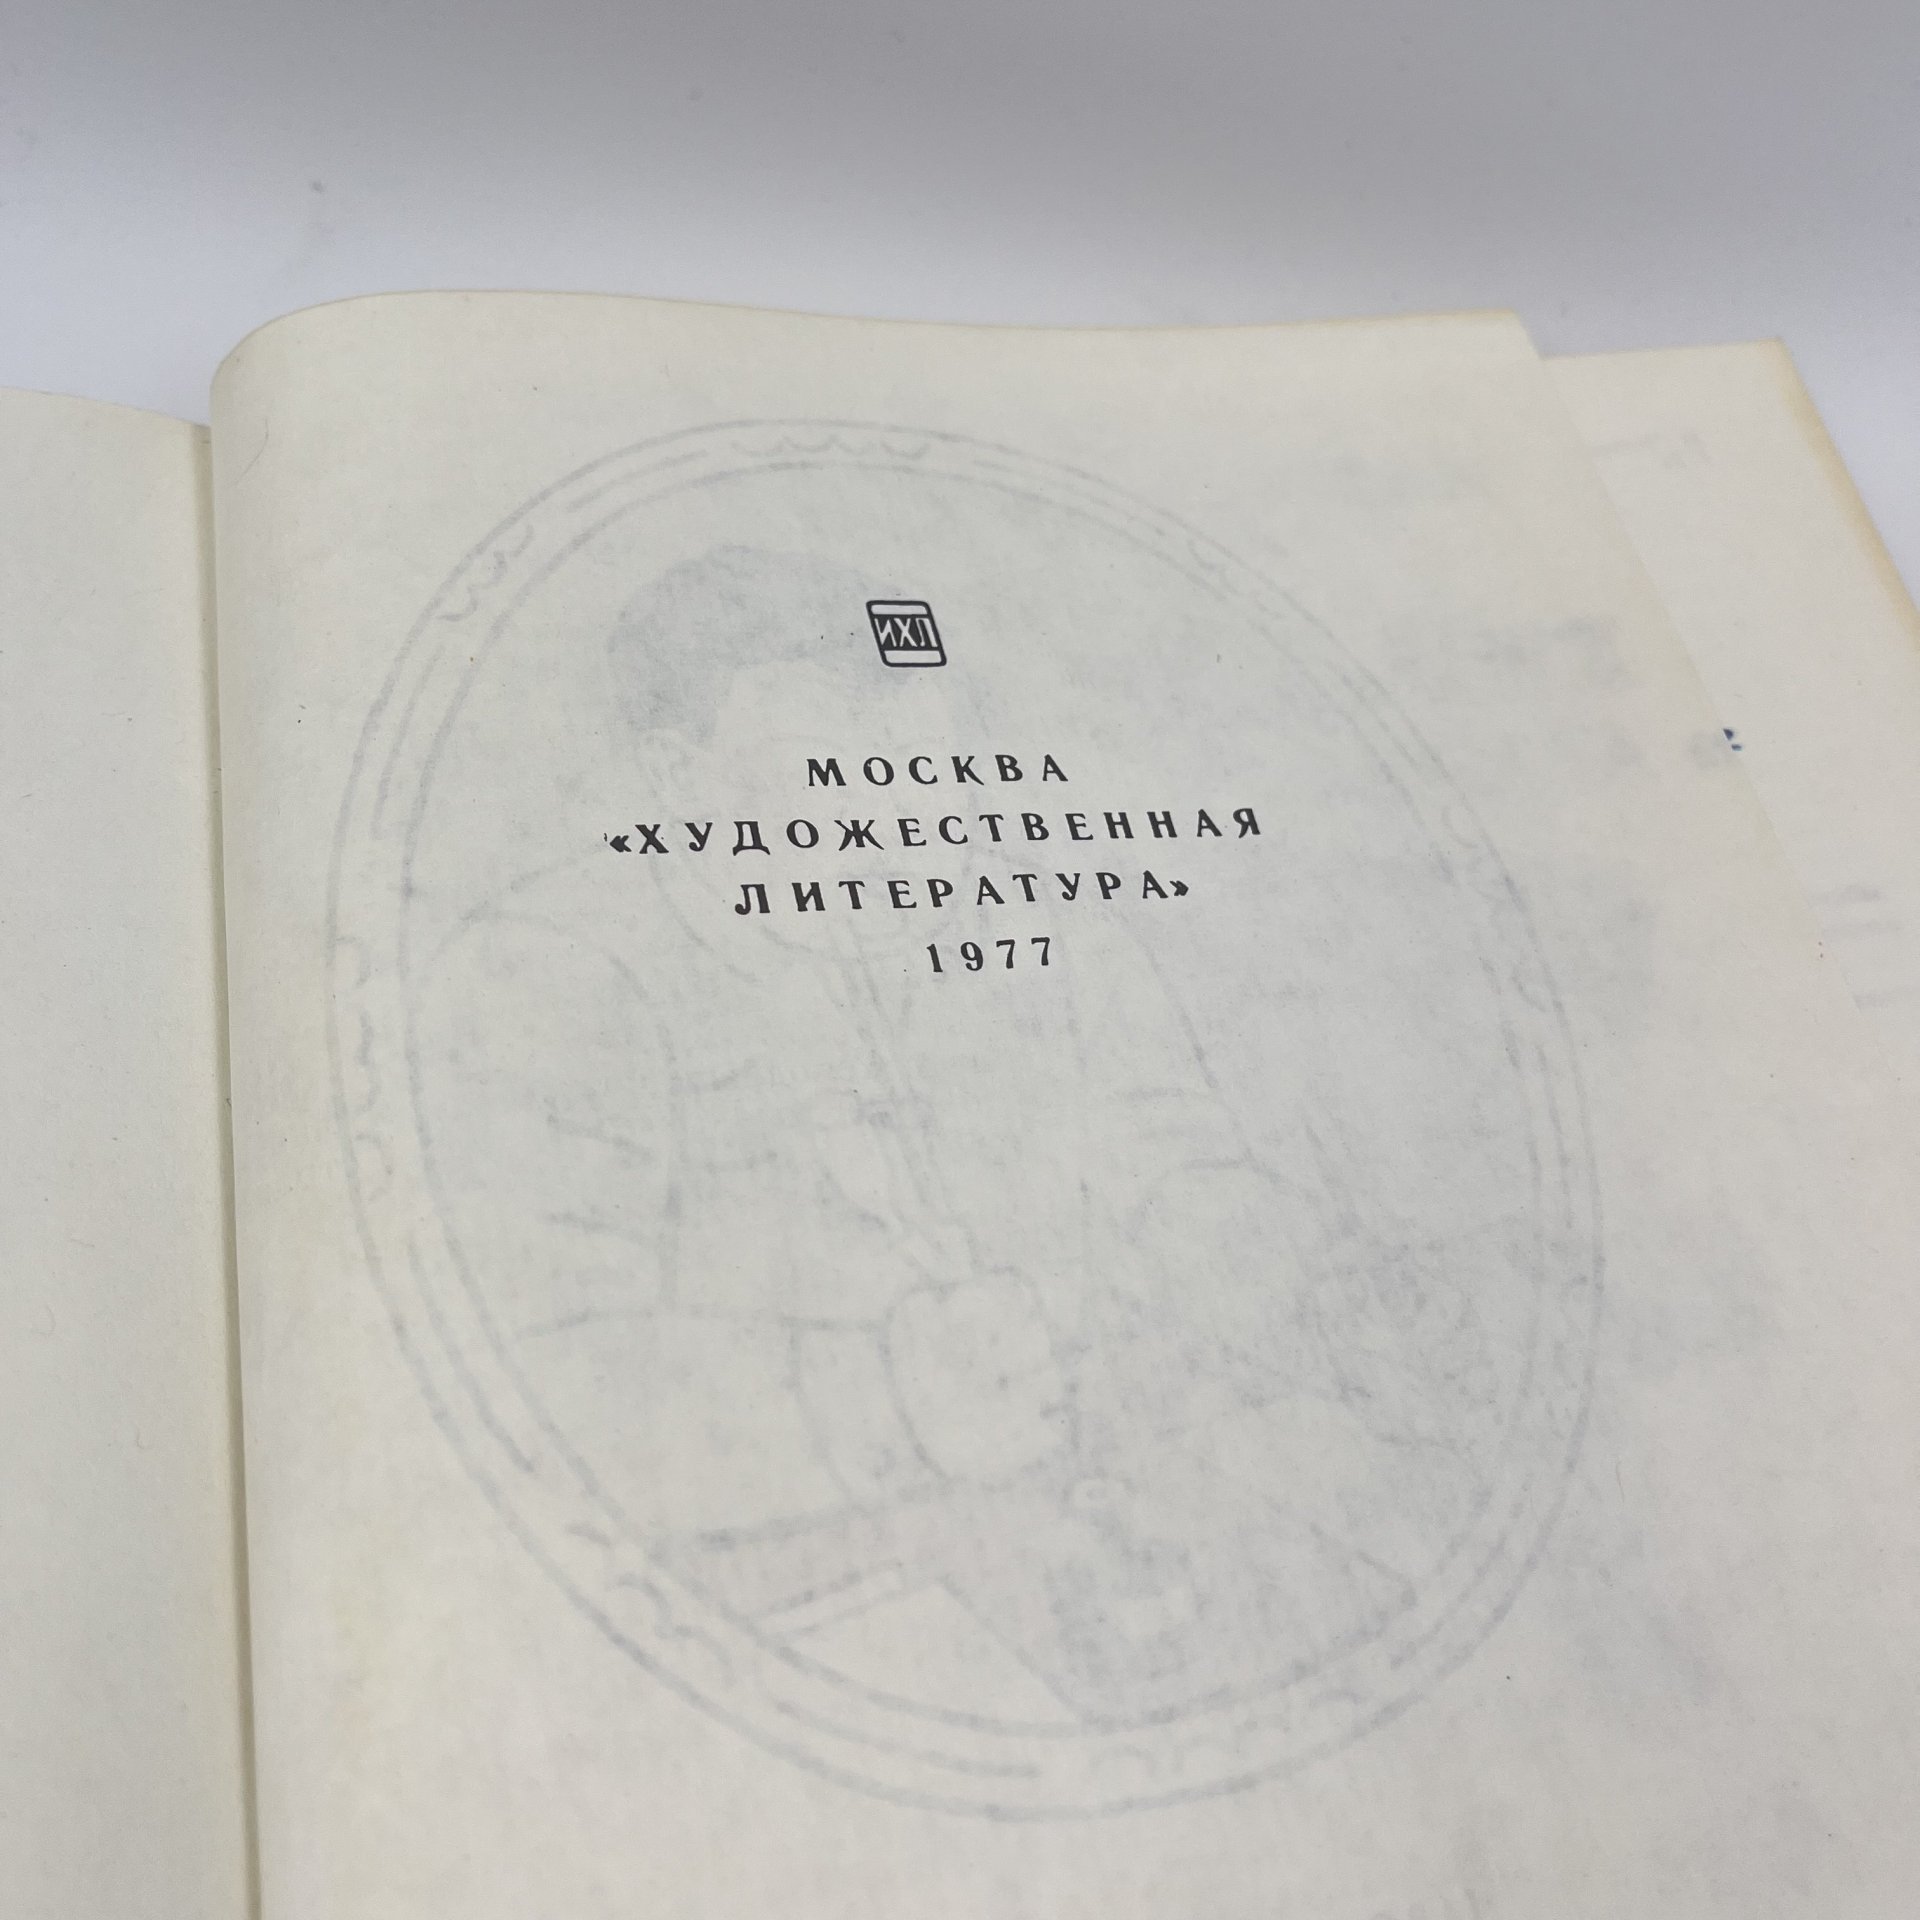 ИХЛ
МОСКВА
«ХУДОЖЕСТВЕННАЯ
ЛИТЕРАТУРА»
1977